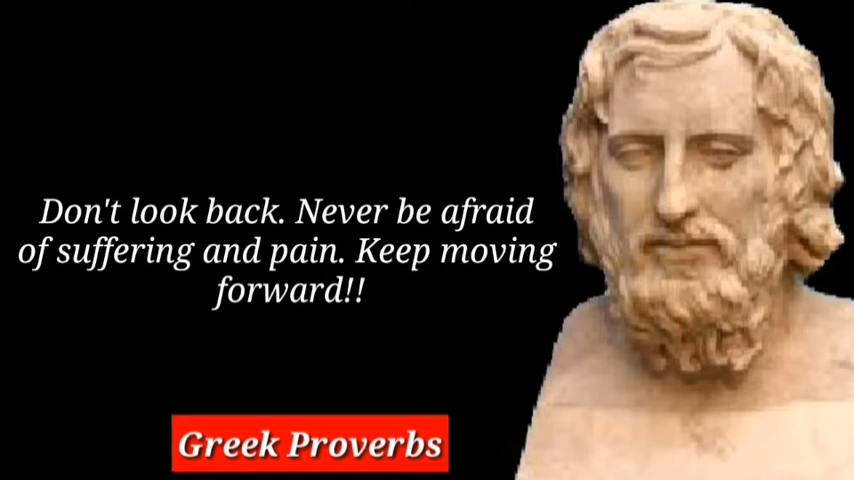 Don't look back. Never be afraid
of suffering and pain. Keep moving
forward!!
Greek Proverbs